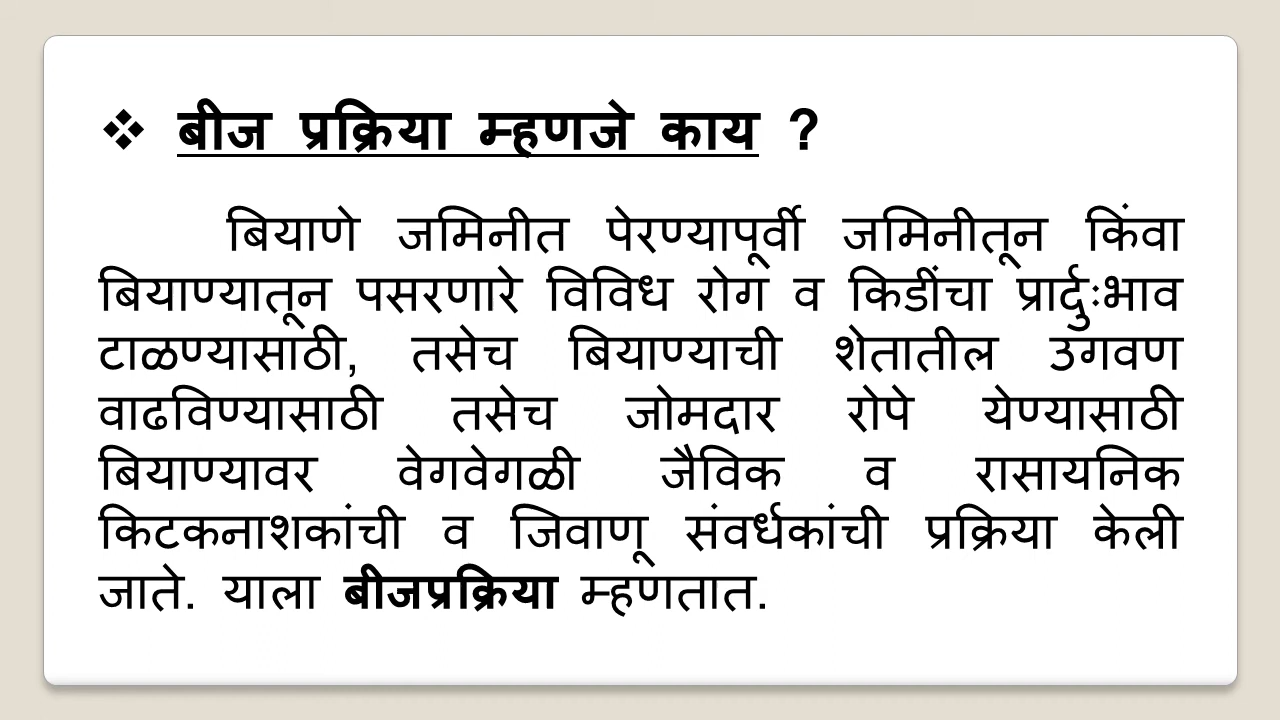 ❖ बीज प्रक्रिया म्हणजे काय ?
बियाणे जमिनीत पेरण्यापूर्वी जमिनीतून किंवा
बियाण्यातून पसरणारे विविध रोग व किडींचा प्रार्दुःभाव
टाळण्यासाठी, तसेच बियाण्याची शेतातील उगवण
वाढविण्यासाठी तसेच जोमदार रोपे येण्यासाठी
बियाण्यावर वेगवेगळी जैविक व रासायनिक
किटकनाशकांची व जिवाणू संवर्धकांची प्रक्रिया केली
जाते. याला बीजप्रक्रिया म्हणतात.